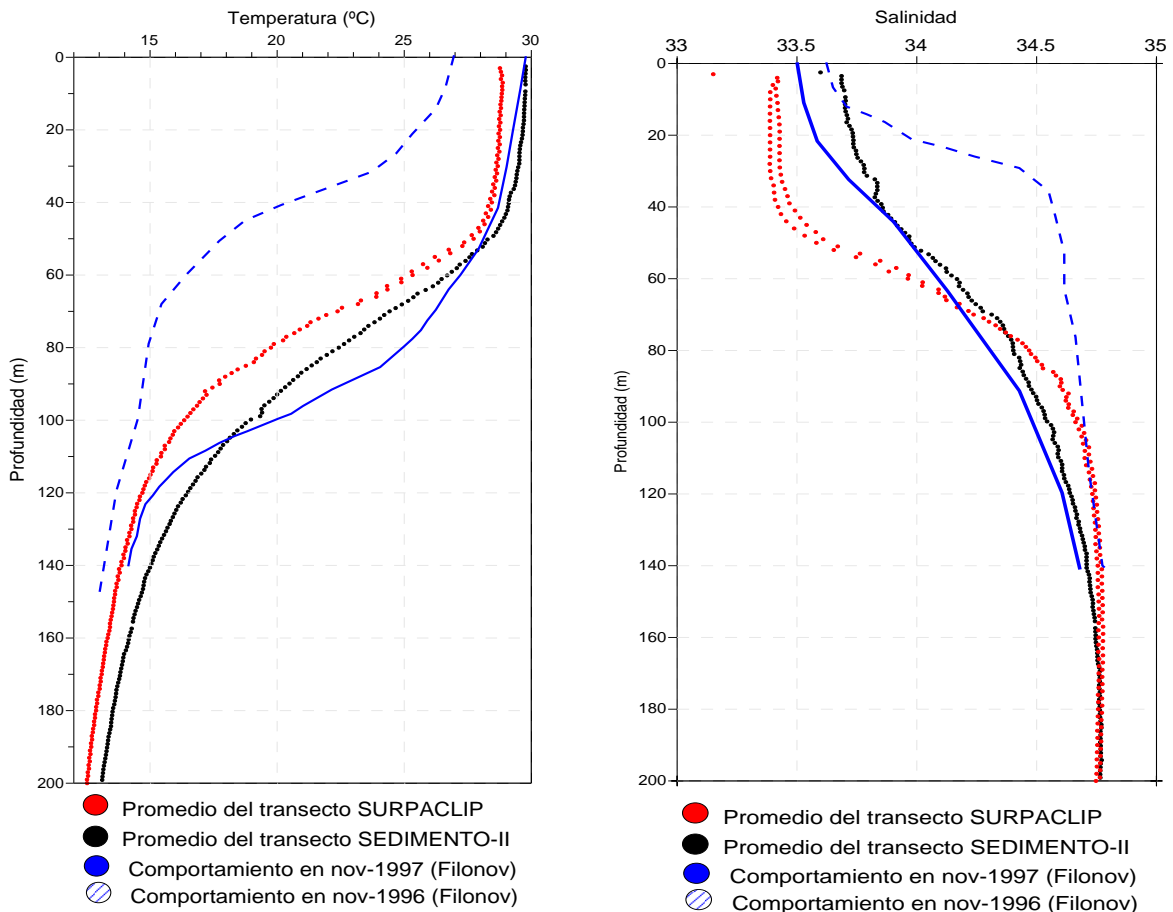 Temperatura (ºC)
15 20 25 30
0
20
40
60
80
100
120
140
160
180
200
Profundidad (m)
Promedio del transecto SURPACLIP
Promedio del transecto SEDIMENTO-II
Comportamiento en nov-1997 (Filonov)
Comportamiento en nov-1996 (Filonov)
Salinidad
33 33.5 34 34.5 35
0
20
40
60
80
100
120
140
160
180
200
Profundidad (m)
Promedio del transecto SURPACLIP
Promedio del transecto SEDIMENTO-II
Comportamiento en nov-1997 (Filonov)
Comportamiento en nov-1996 (Filonov)